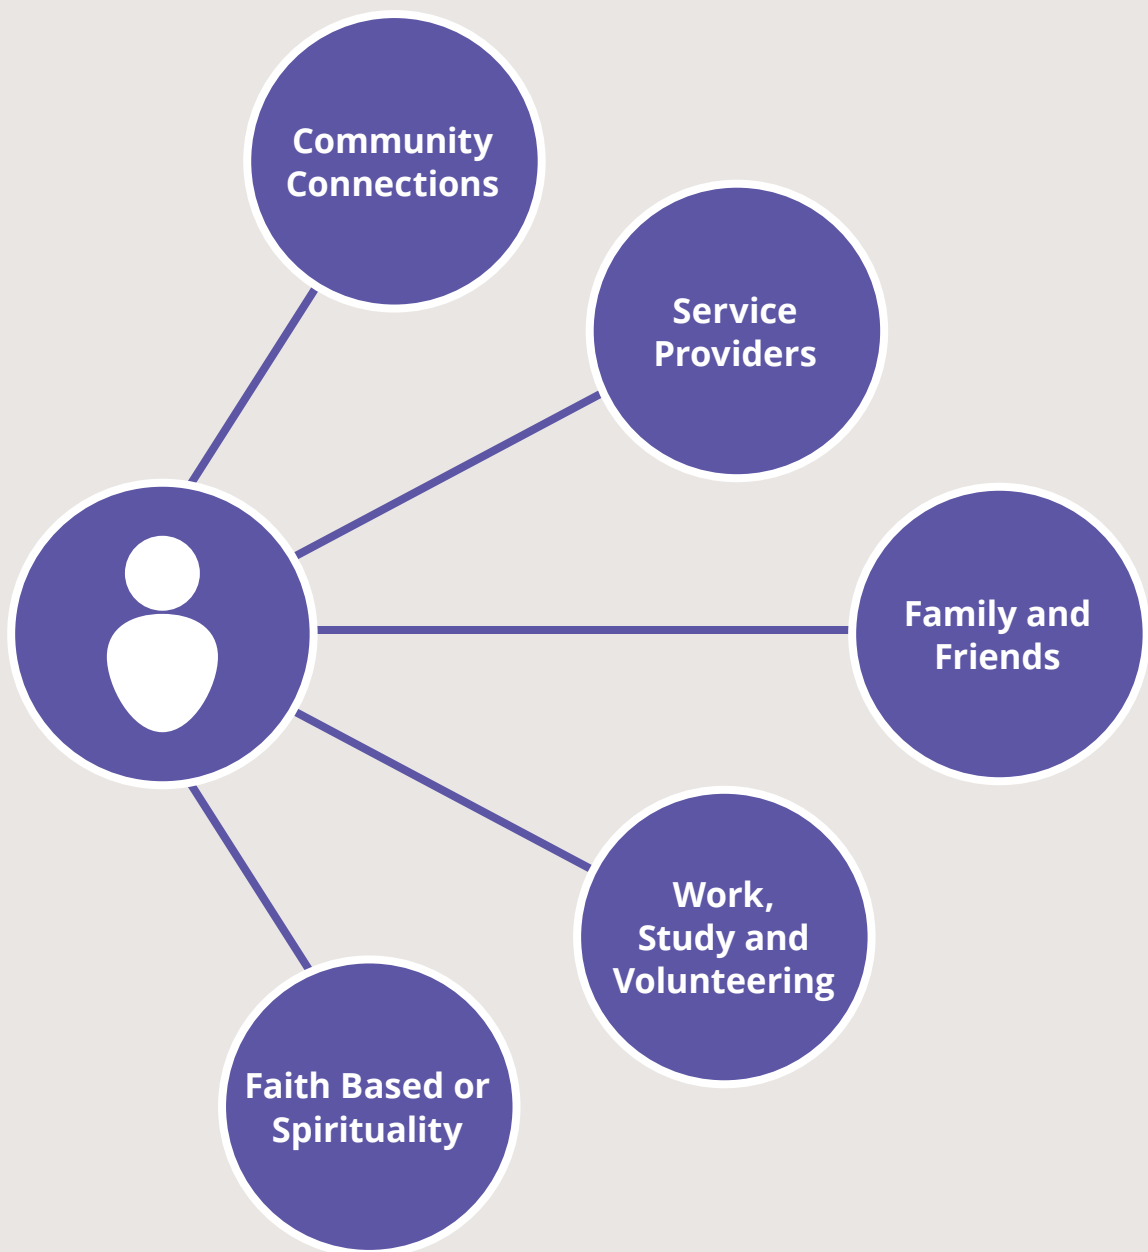 Community
Connections
Service
Providers
Family and
Friends
Work,
Study and
Volunteering
Faith Based or
Spirituality